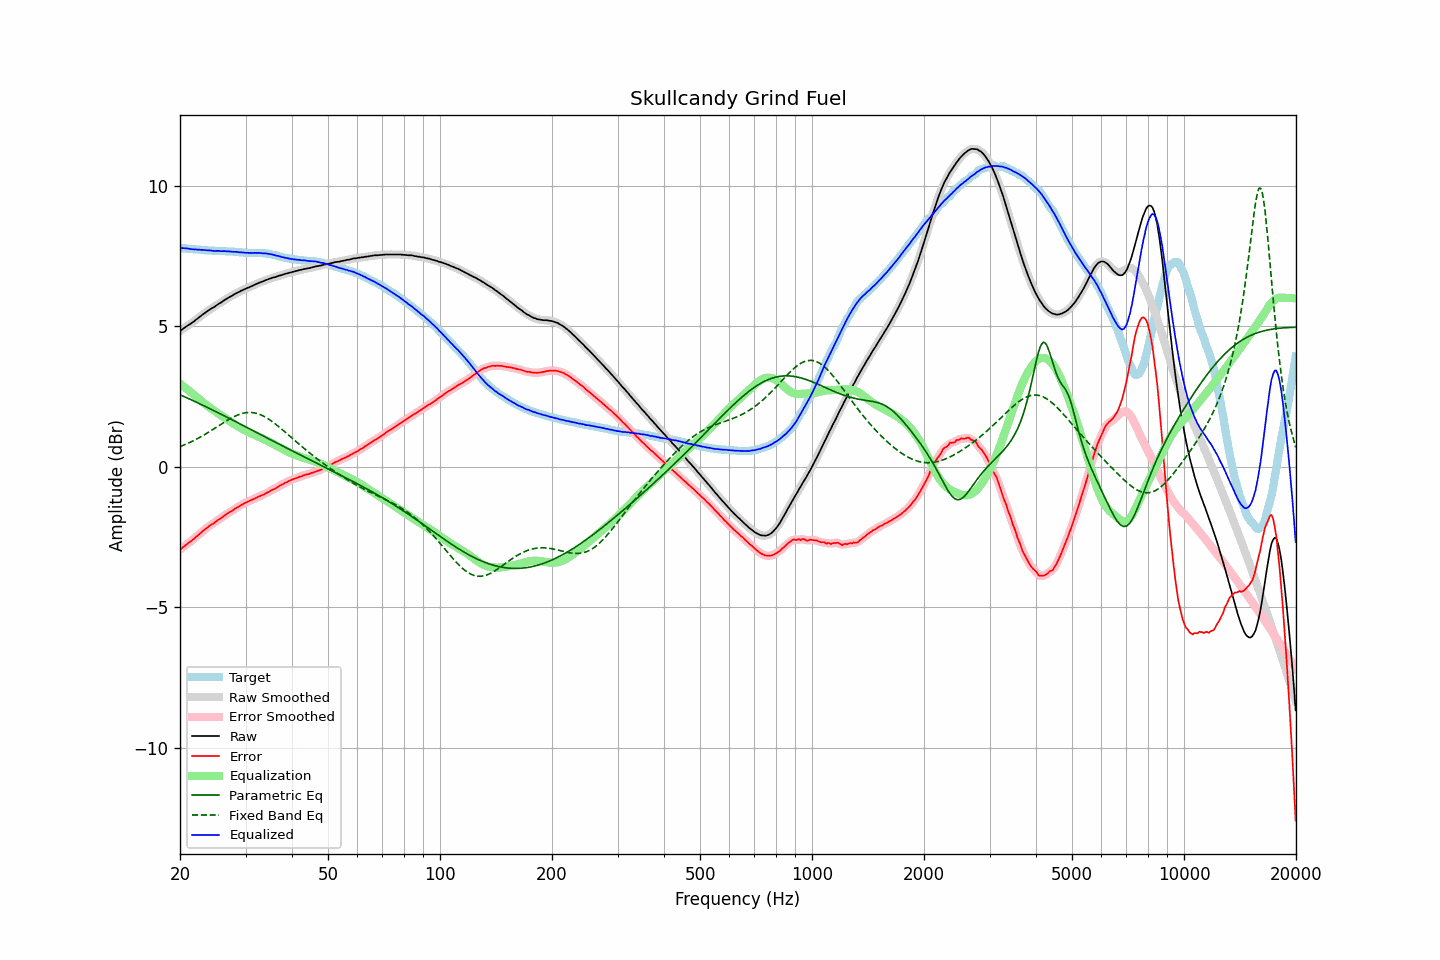 Skullcandy Grind Fuel
Amplitude (dBr)
10
5
0
−5
−10
Target
Raw Smoothed
Error Smoothed
Raw
Error
Equalization
Parametric Eq
Fixed Band Eq
Equalized
20 50 100 200 500 1000 2000 5000 10000 20000
Frequency (Hz)